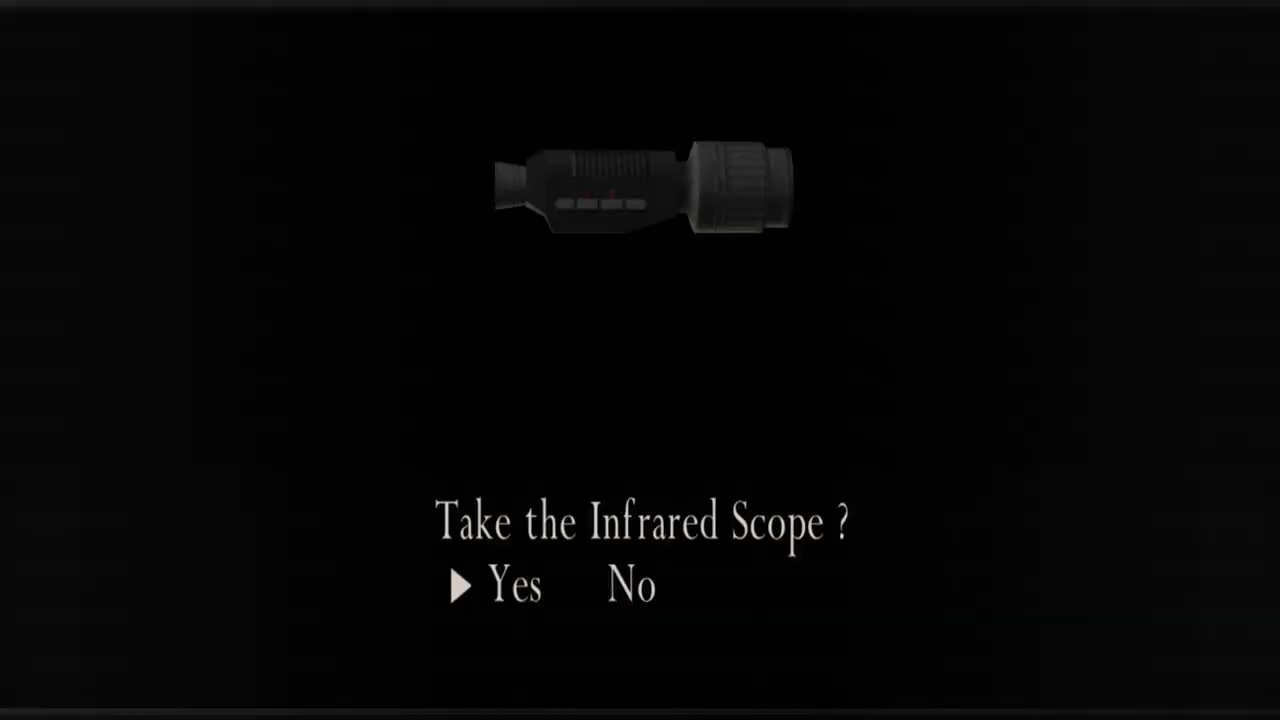 Take the Infrared Scope ?
Yes No